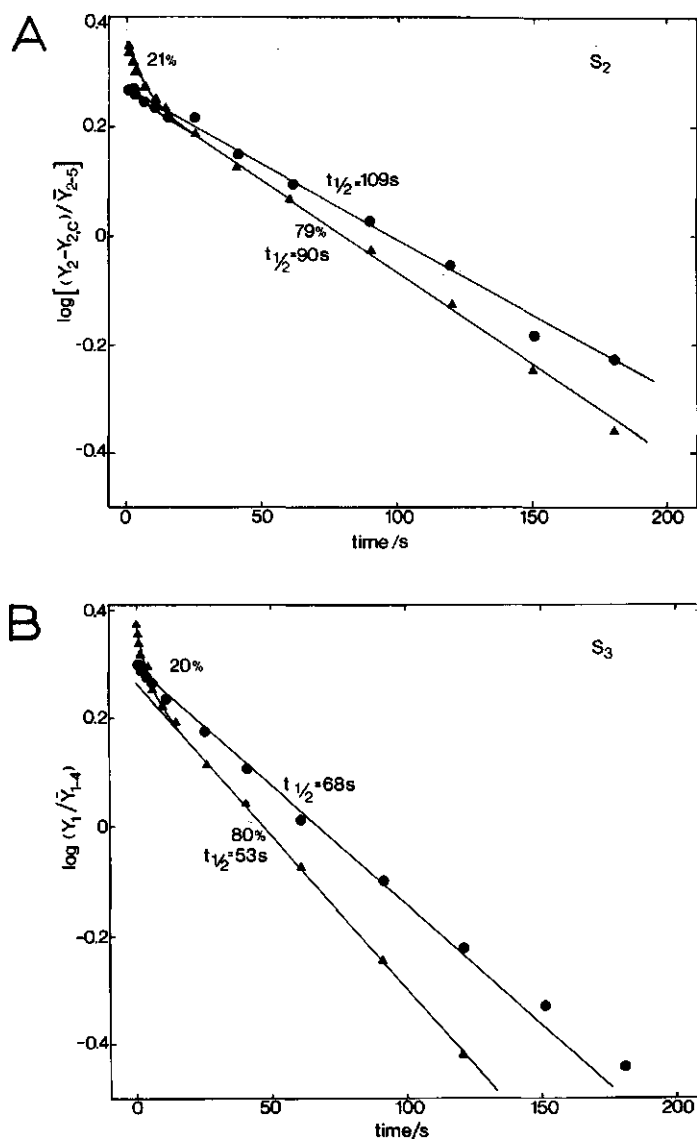 A
0.4
21%
S2
0.2
t1/2=109s
0
79%
t1/2=90s
-0.2
-0.4
log[(Y2-Y2,C)/Ȳ2-5]
0
50
100
150
200
time/s
B
0.4
20%
S3
0.2
t1/2=68s
0
80%
t1/2=53s
-0.2
-0.4
log (Y1/Ȳ1-4)
0
50
100
150
200
time/s